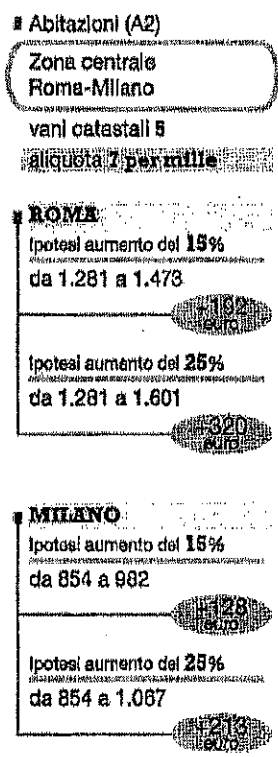 Abitazioni (A2)
Zona centrale
Roma-Milano
vani catastali 5
aliquota 7 per mille
ROMA
Ipotesi aumento del 15%
da 1.281 a 1.473
+192
euro
Ipotesi aumento del 25%
da 1.281 a 1.601
+320
euro
MILANO
Ipotesi aumento del 15%
da 854 a 982
+128
euro
Ipotesi aumento del 25%
da 854 a 1.067
+213
euro